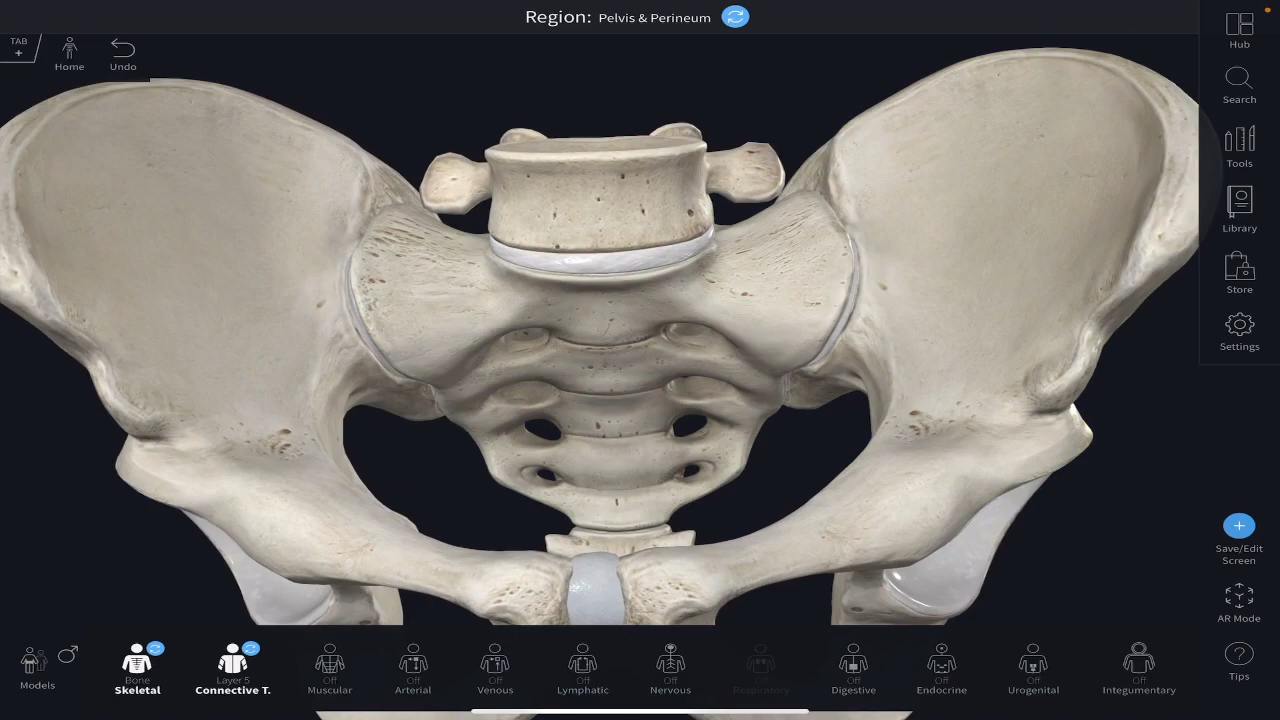 Region: Pelvis & Perineum
TAB
+
Home
Undo
Hub
Search
Tools
Library
Store
Settings
Save/Edit
Screen
AR Mode
Tips
Models
Bone
Skeletal
Layer 5
Connective T.
Off
Muscular
Off
Arterial
Off
Venous
Off
Lymphatic
Off
Nervous
Off
Respiratory
Off
Digestive
Off
Endocrine
Off
Urogenital
Off
Integumentary